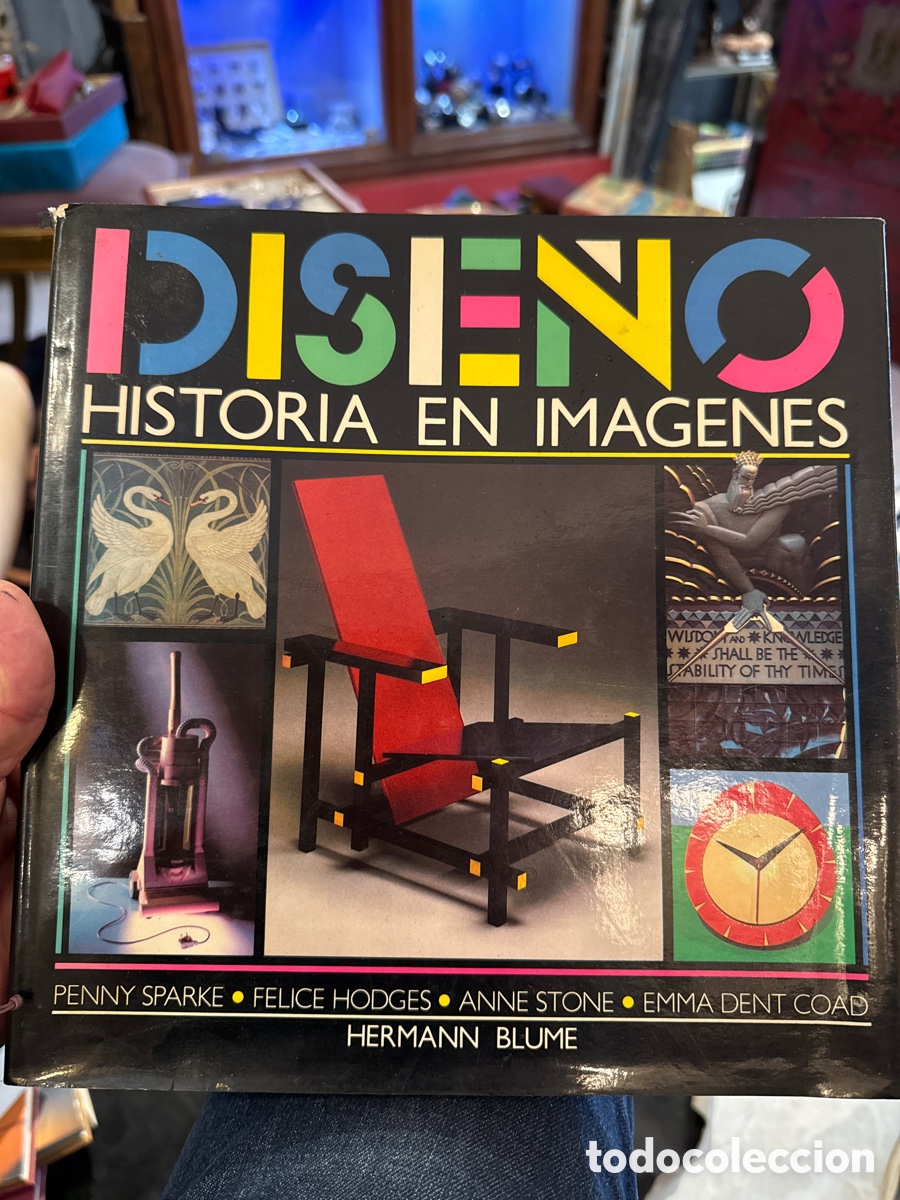 DISEÑO
HISTORIA EN IMAGENES
WISDOM AND * KNOWLEDGE
* * SHALL BE THE * *
STABILITY OF THY TIMES
PENNY SPARKE • FELICE HODGES • ANNE STONE • EMMA DENT COAD
HERMANN BLUME
todocoleccion